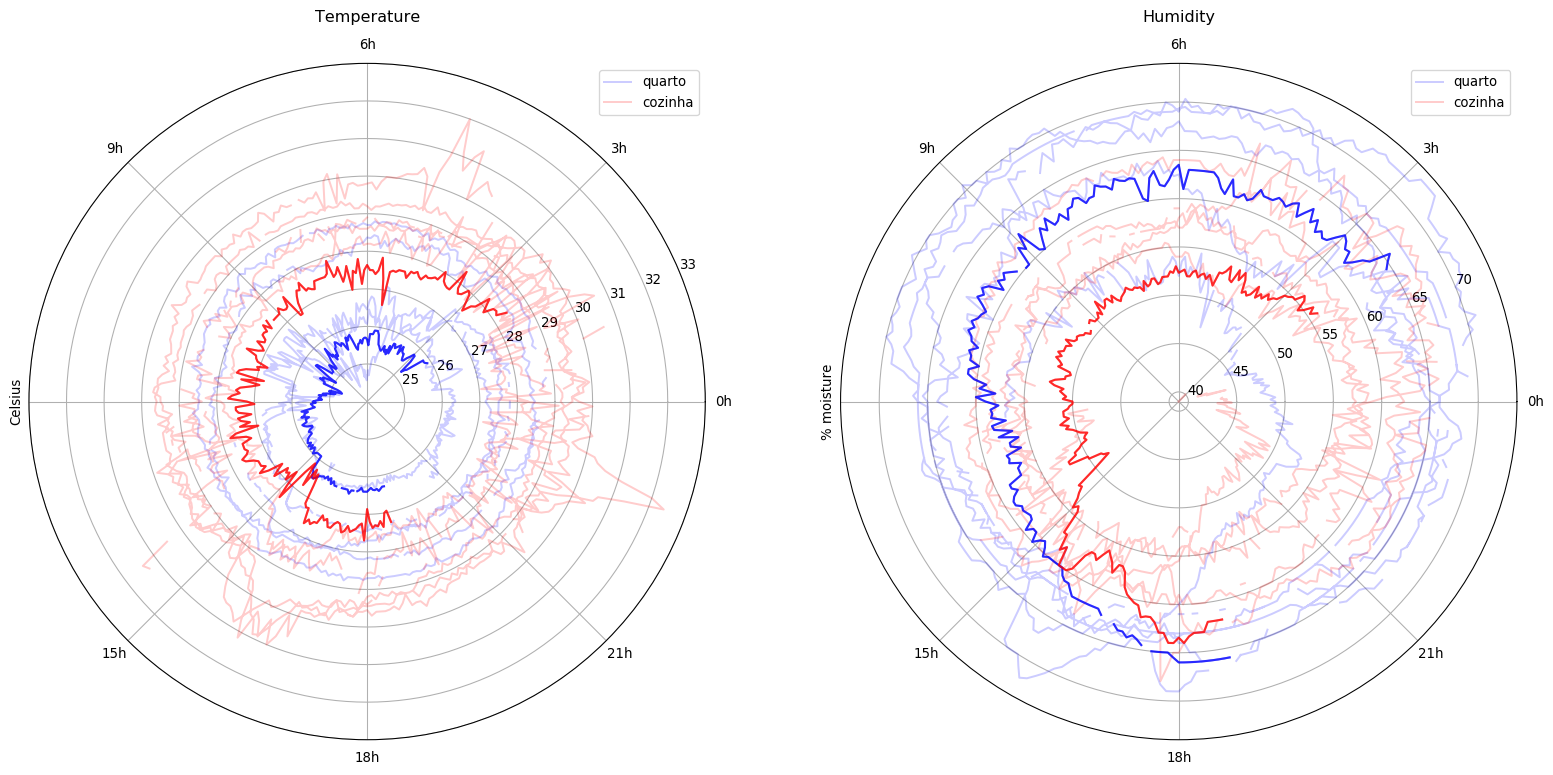 Temperature
6h
quarto
cozinha
9h
3h
33
32
31
30
29
28
27
26
25
Celsius
0h
15h
21h
18h
Humidity
6h
quarto
cozinha
9h
3h
70
65
60
55
50
45
40
% moisture
0h
15h
21h
18h